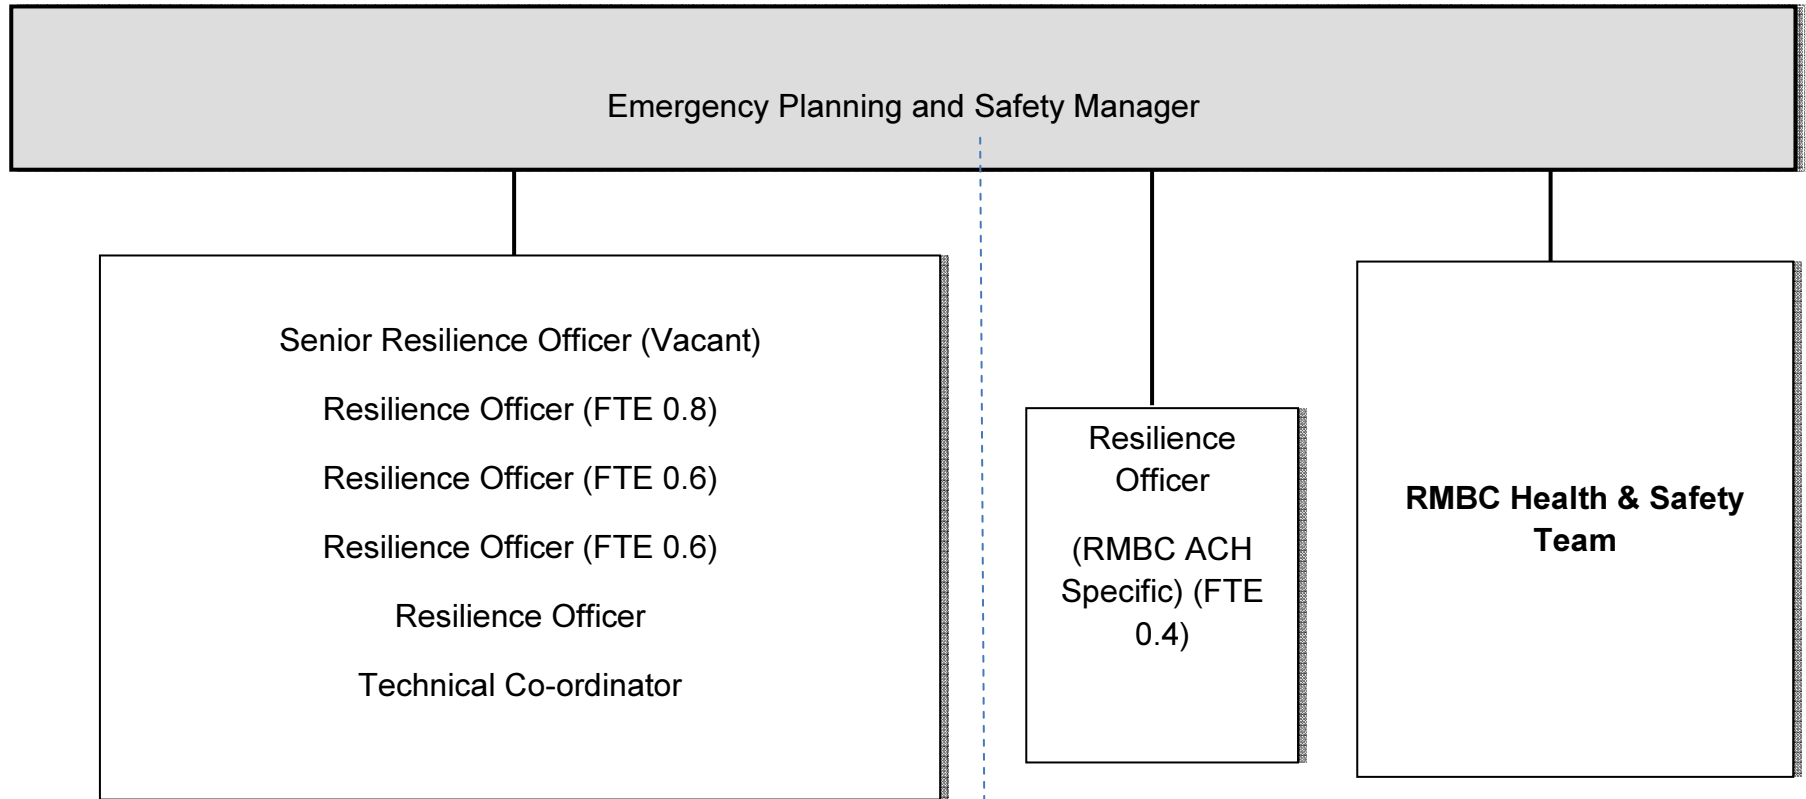 Emergency Planning and Safety Manager
Senior Resilience Officer (Vacant)
Resilience Officer (FTE 0.8)
Resilience Officer (FTE 0.6)
Resilience Officer (FTE 0.6)
Resilience Officer
Technical Co-ordinator
Resilience
Officer
(RMBC ACH
Specific) (FTE
0.4)
RMBC Health & Safety
Team